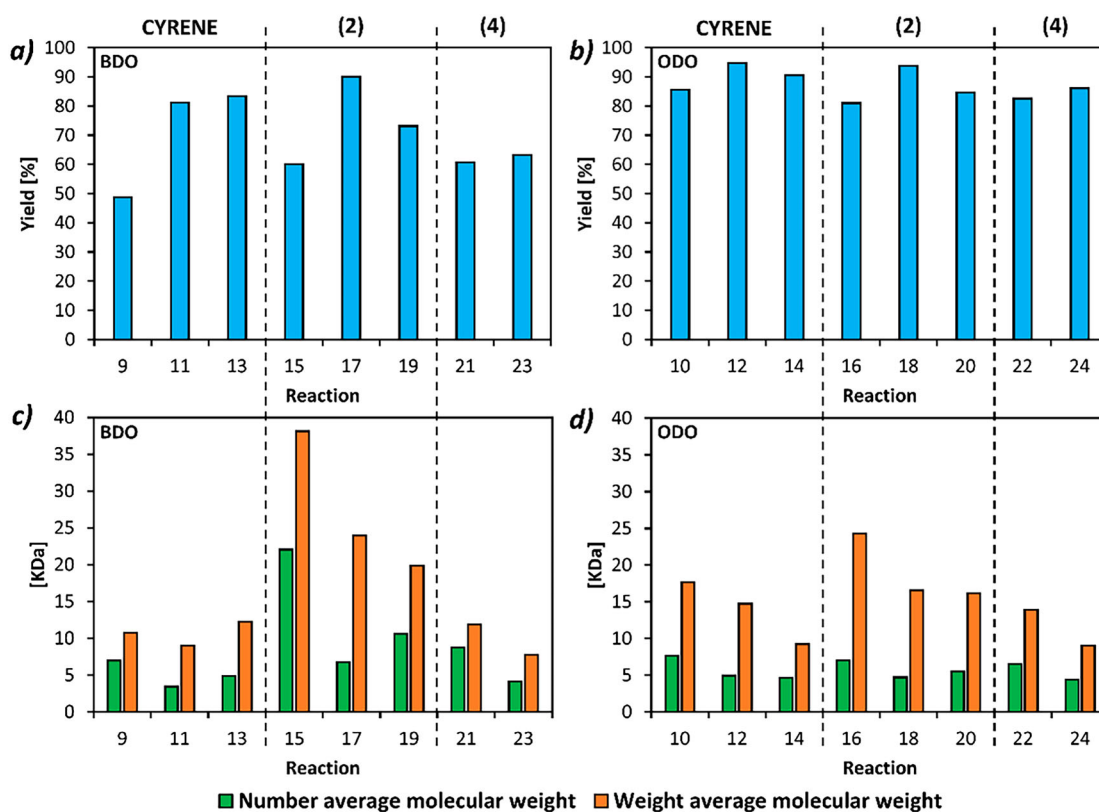 CYRENE (2) (4) CYRENE (2) (4)
a) b)
BDO ODO
100 100
90 90
80 80
70 70
60 60
50 50
40 40
30 30
20 20
10 10
0 0
Yield [%] Yield [%]
9 11 13 15 17 19 21 23 10 12 14 16 18 20 22 24
Reaction Reaction
c) d)
BDO ODO
40 40
35 35
30 30
25 25
20 20
15 15
10 10
5 5
0 0
[KDa] [KDa]
9 11 13 15 17 19 21 23 10 12 14 16 18 20 22 24
Reaction Reaction
Number average molecular weight Weight average molecular weight